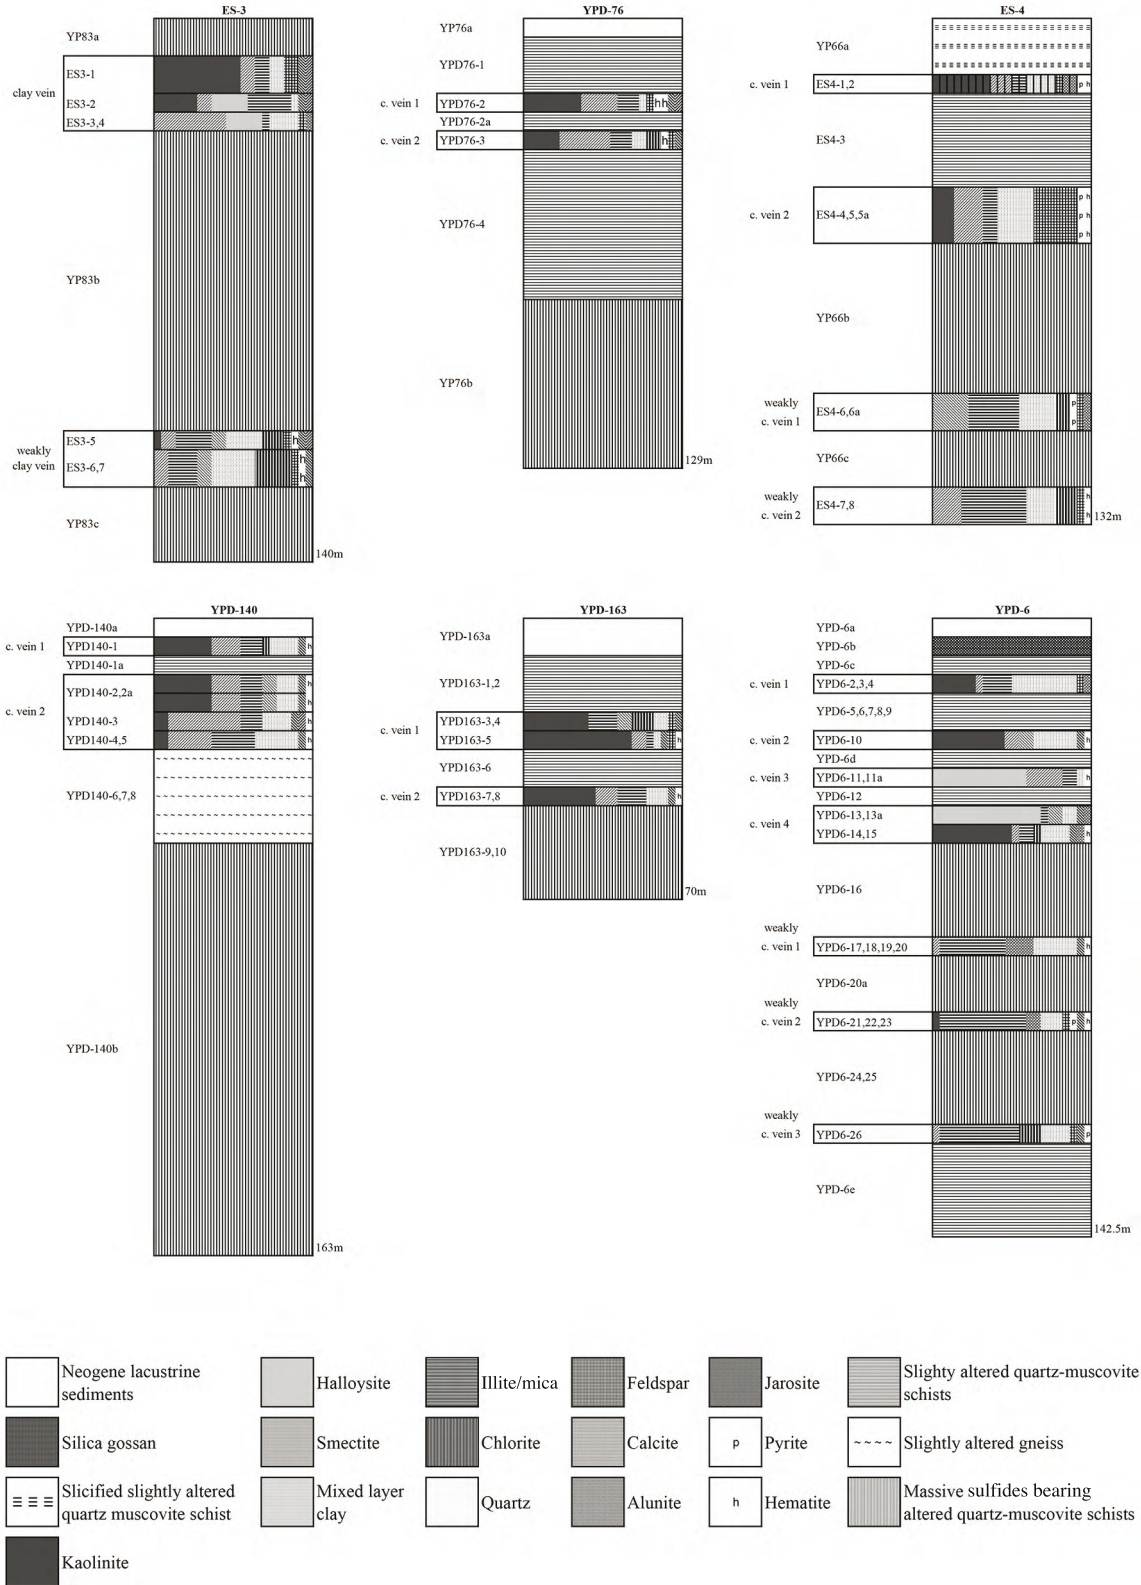 ES-3
YP83a
clay vein
ES3-1
ES3-2
ES3-3,4
YP83b
weakly
clay vein
ES3-5
ES3-6,7
YP83c
140m
YPD-76
YP76a
YPD76-1
c. vein 1
YPD76-2
hh
YPD76-2a
c. vein 2
YPD76-3
h
YPD76-4
YP76b
129m
ES-4
YP66a
c. vein 1
ES4-1,2
p h
ES4-3
c. vein 2
ES4-4,5,5a
p h
p h
p h
YP66b
weakly
c. vein 1
ES4-6,6a
p
p
YP66c
weakly
c. vein 2
ES4-7,8
h
h
132m
h
h
h
YPD-140
YPD-140a
c. vein 1
YPD140-1
h
YPD140-1a
c. vein 2
YPD140-2,2a
h
h
YPD140-3
h
YPD140-4,5
h
YPD140-6,7,8
YPD-140b
163m
YPD-163
YPD-163a
YPD163-1,2
c. vein 1
YPD163-3,4
YPD163-5
h
YPD163-6
c. vein 2
YPD163-7,8
h
YPD163-9,10
70m
YPD-6
YPD-6a
YPD-6b
YPD-6c
c. vein 1
YPD6-2,3,4
YPD6-5,6,7,8,9
c. vein 2
YPD6-10
h
YPD-6d
c. vein 3
YPD6-11,11a
h
YPD6-12
c. vein 4
YPD6-13,13a
YPD6-14,15
h
YPD6-16
weakly
c. vein 1
YPD6-17,18,19,20
h
YPD6-20a
weakly
c. vein 2
YPD6-21,22,23
p h
YPD6-24,25
weakly
c. vein 3
YPD6-26
p
YPD-6e
142.5m
Neogene lacustrine
sediments
Halloysite
Illite/mica
Feldspar
Jarosite
Slighty altered quartz-muscovite
schists
Silica gossan
Smectite
Chlorite
Calcite
p
Pyrite
Slightly altered gneiss
Slicified slightly altered
quartz muscovite schist
Mixed layer
clay
Quartz
Alunite
h
Hematite
Massive sulfides bearing
altered quartz-muscovite schists
Kaolinite